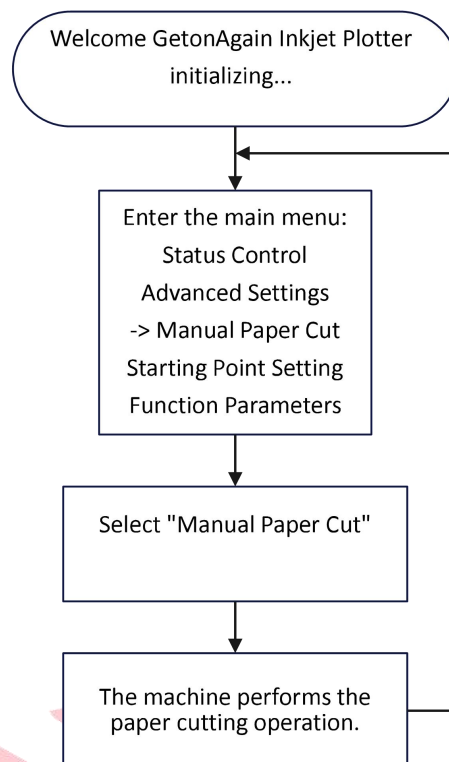 Welcome GetonAgain Inkjet Plotter
initializing...
Enter the main menu:
Status Control
Advanced Settings
-> Manual Paper Cut
Starting Point Setting
Function Parameters
Select "Manual Paper Cut"
The machine performs the
paper cutting operation.